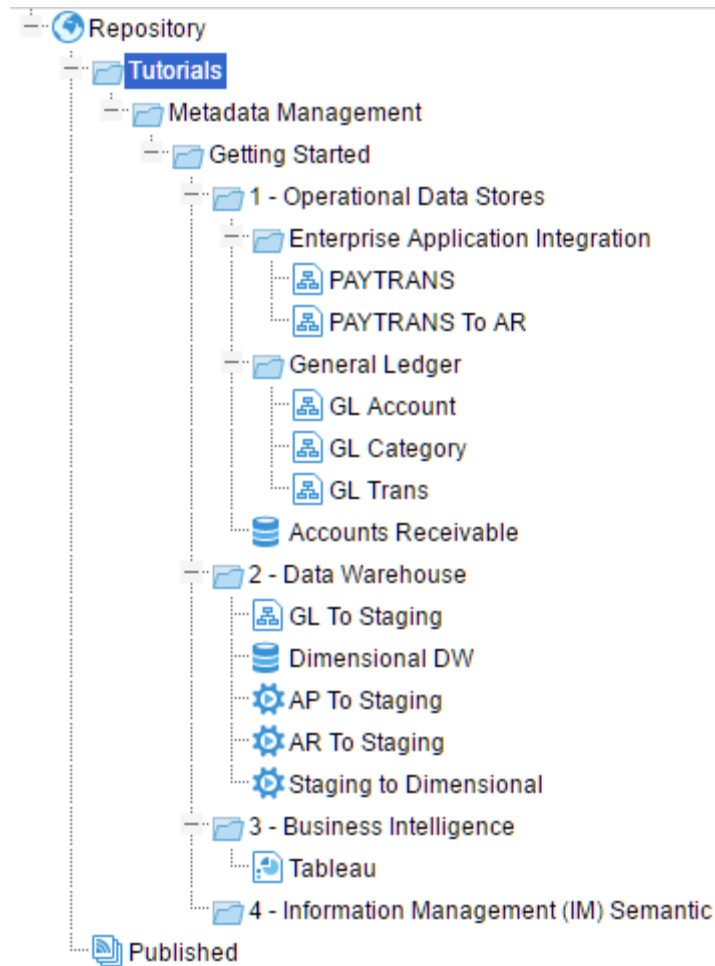 Repository
Tutorials
Metadata Management
Getting Started
1 - Operational Data Stores
Enterprise Application Integration
PAYTRANS
PAYTRANS To AR
General Ledger
GL Account
GL Category
GL Trans
Accounts Receivable
2 - Data Warehouse
GL To Staging
Dimensional DW
AP To Staging
AR To Staging
Staging to Dimensional
3 - Business Intelligence
Tableau
4 - Information Management (IM) Semantic
Published